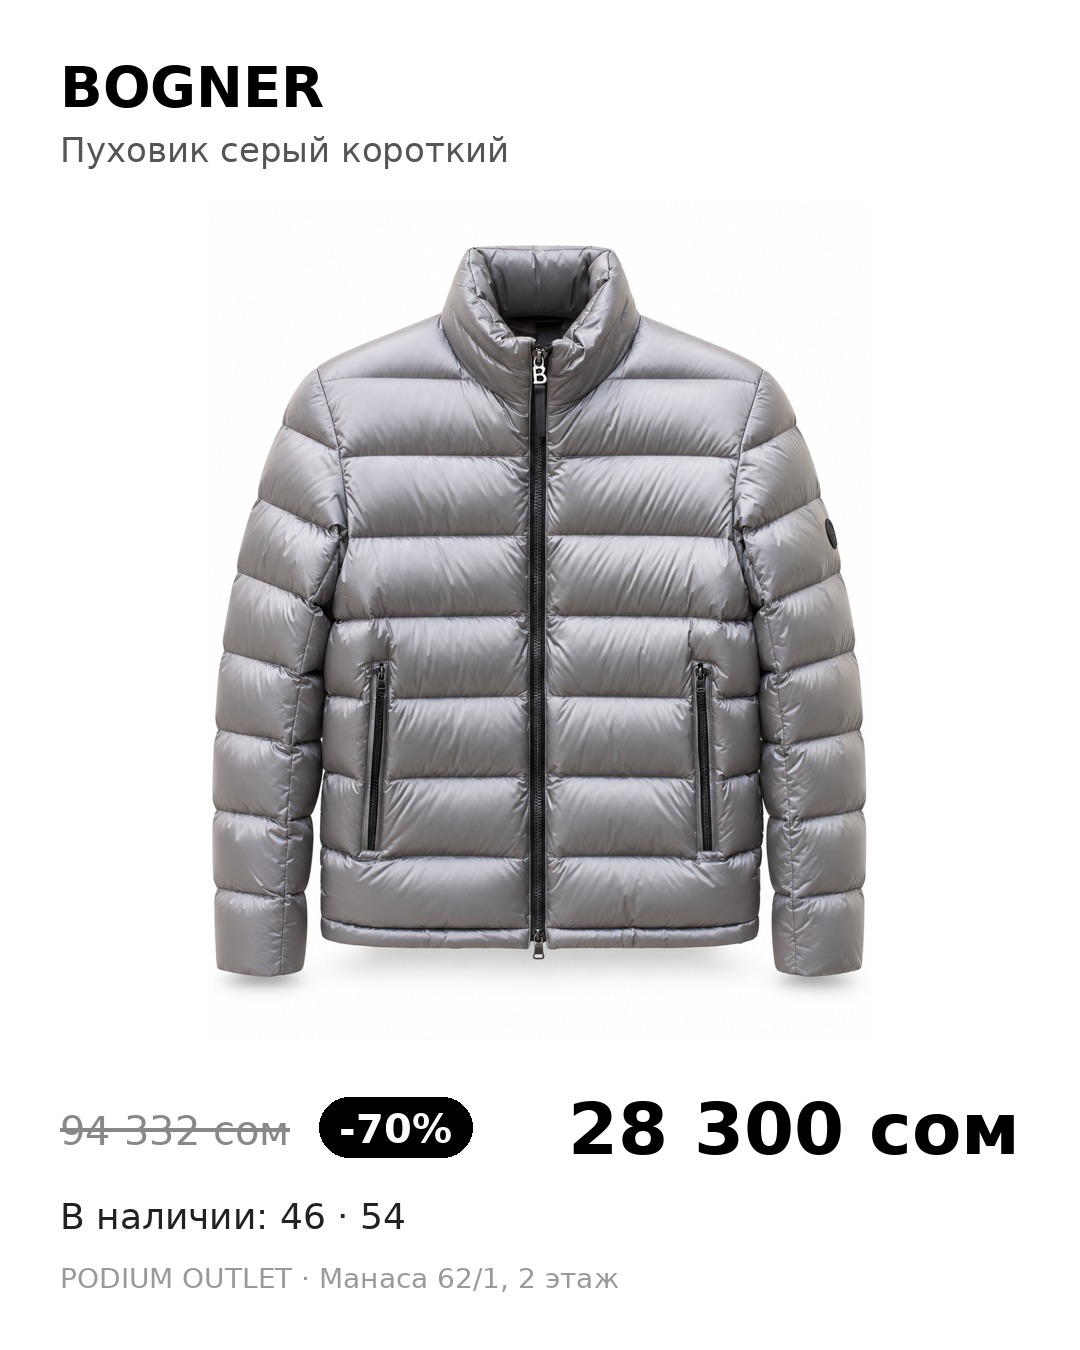 BOGNER
Пуховик серый короткий
B
94 332 сом -70% 28 300 сом
В наличии: 46 · 54
PODIUM OUTLET · Манаса 62/1, 2 этаж